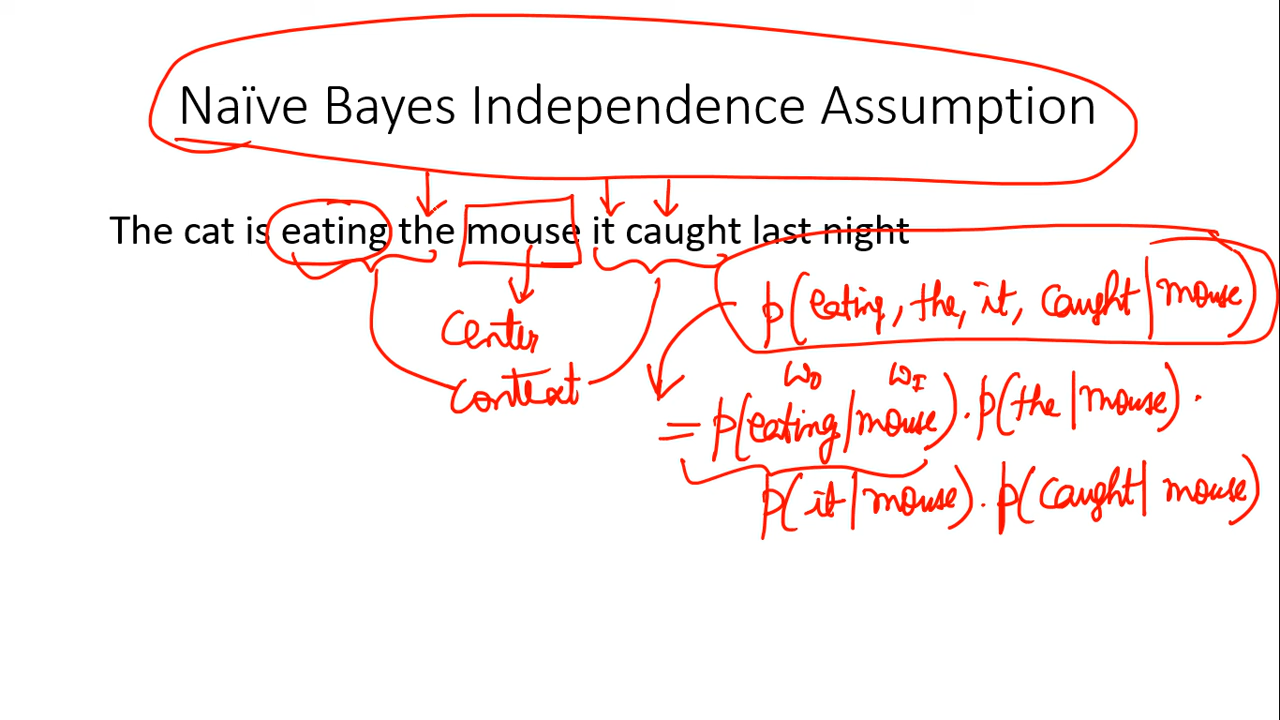 Naïve Bayes Independence Assumption
The cat is eating the mouse it caught last night
p(eating, the, it, caught | mouse)
center
context
w0 wI
= p(eating | mouse) . p(the | mouse) .
p(it | mouse) . p(caught | mouse)